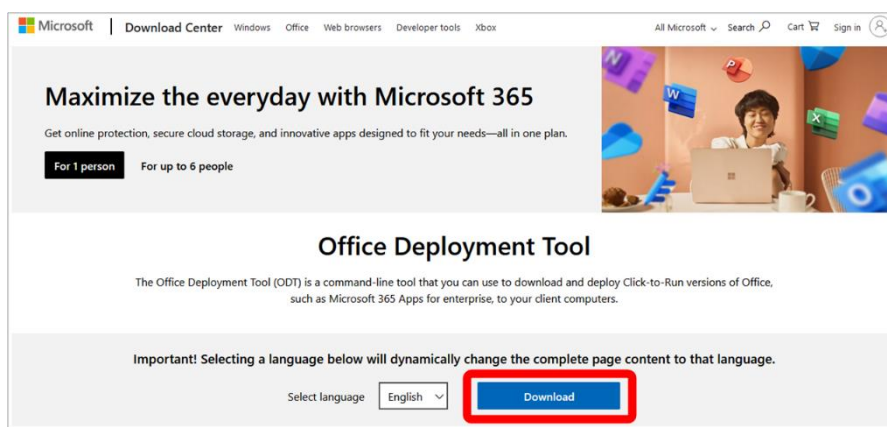 Microsoft Download Center Windows Office Web browsers Developer tools Xbox All Microsoft Search Cart Sign in
Maximize the everyday with Microsoft 365
Get online protection, secure cloud storage, and innovative apps designed to fit your needs—all in one plan.
For 1 person For up to 6 people
N P W X O
Office Deployment Tool
The Office Deployment Tool (ODT) is a command-line tool that you can use to download and deploy Click-to-Run versions of Office,
such as Microsoft 365 Apps for enterprise, to your client computers.
Important! Selecting a language below will dynamically change the complete page content to that language.
Select language English Download